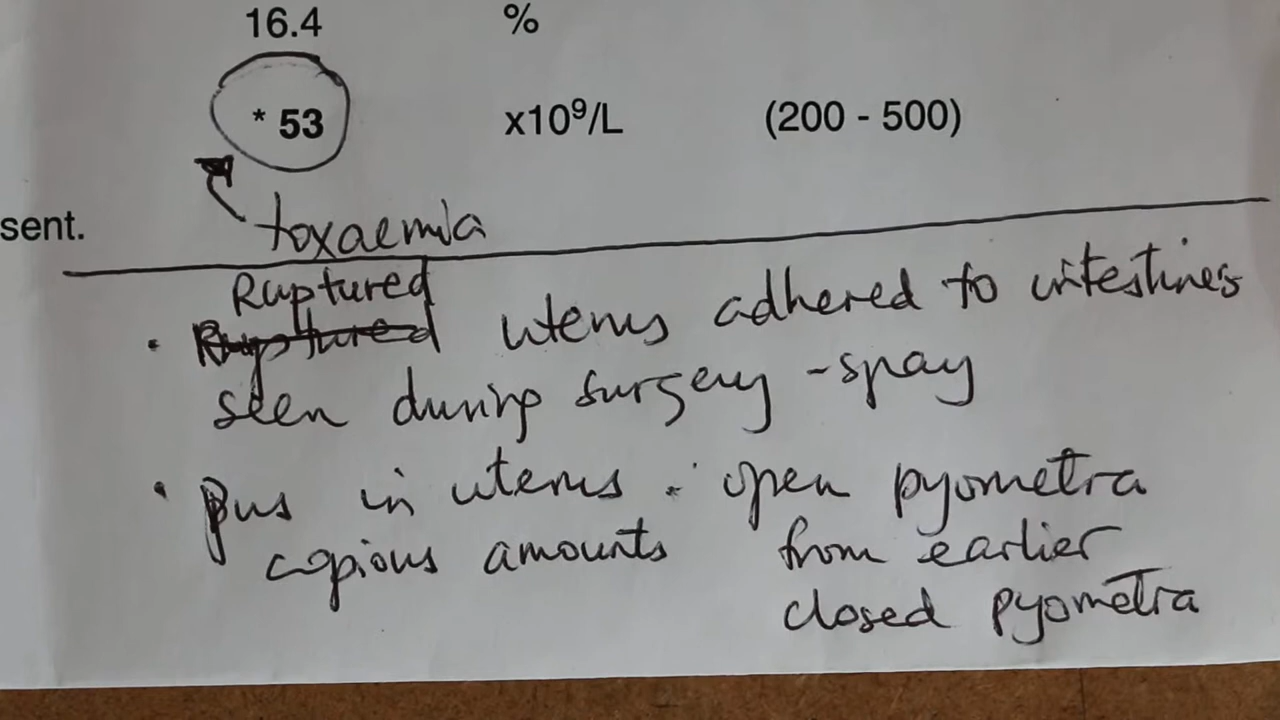 16.4 %
* 53 x10⁹/L (200 - 500)
sent. toxaemia
Ruptured
• Ruptured uterus adhered to intestines
seen during surgery - spay
• Pus in uterus . open pyometra
copious amounts from earlier
closed pyometra